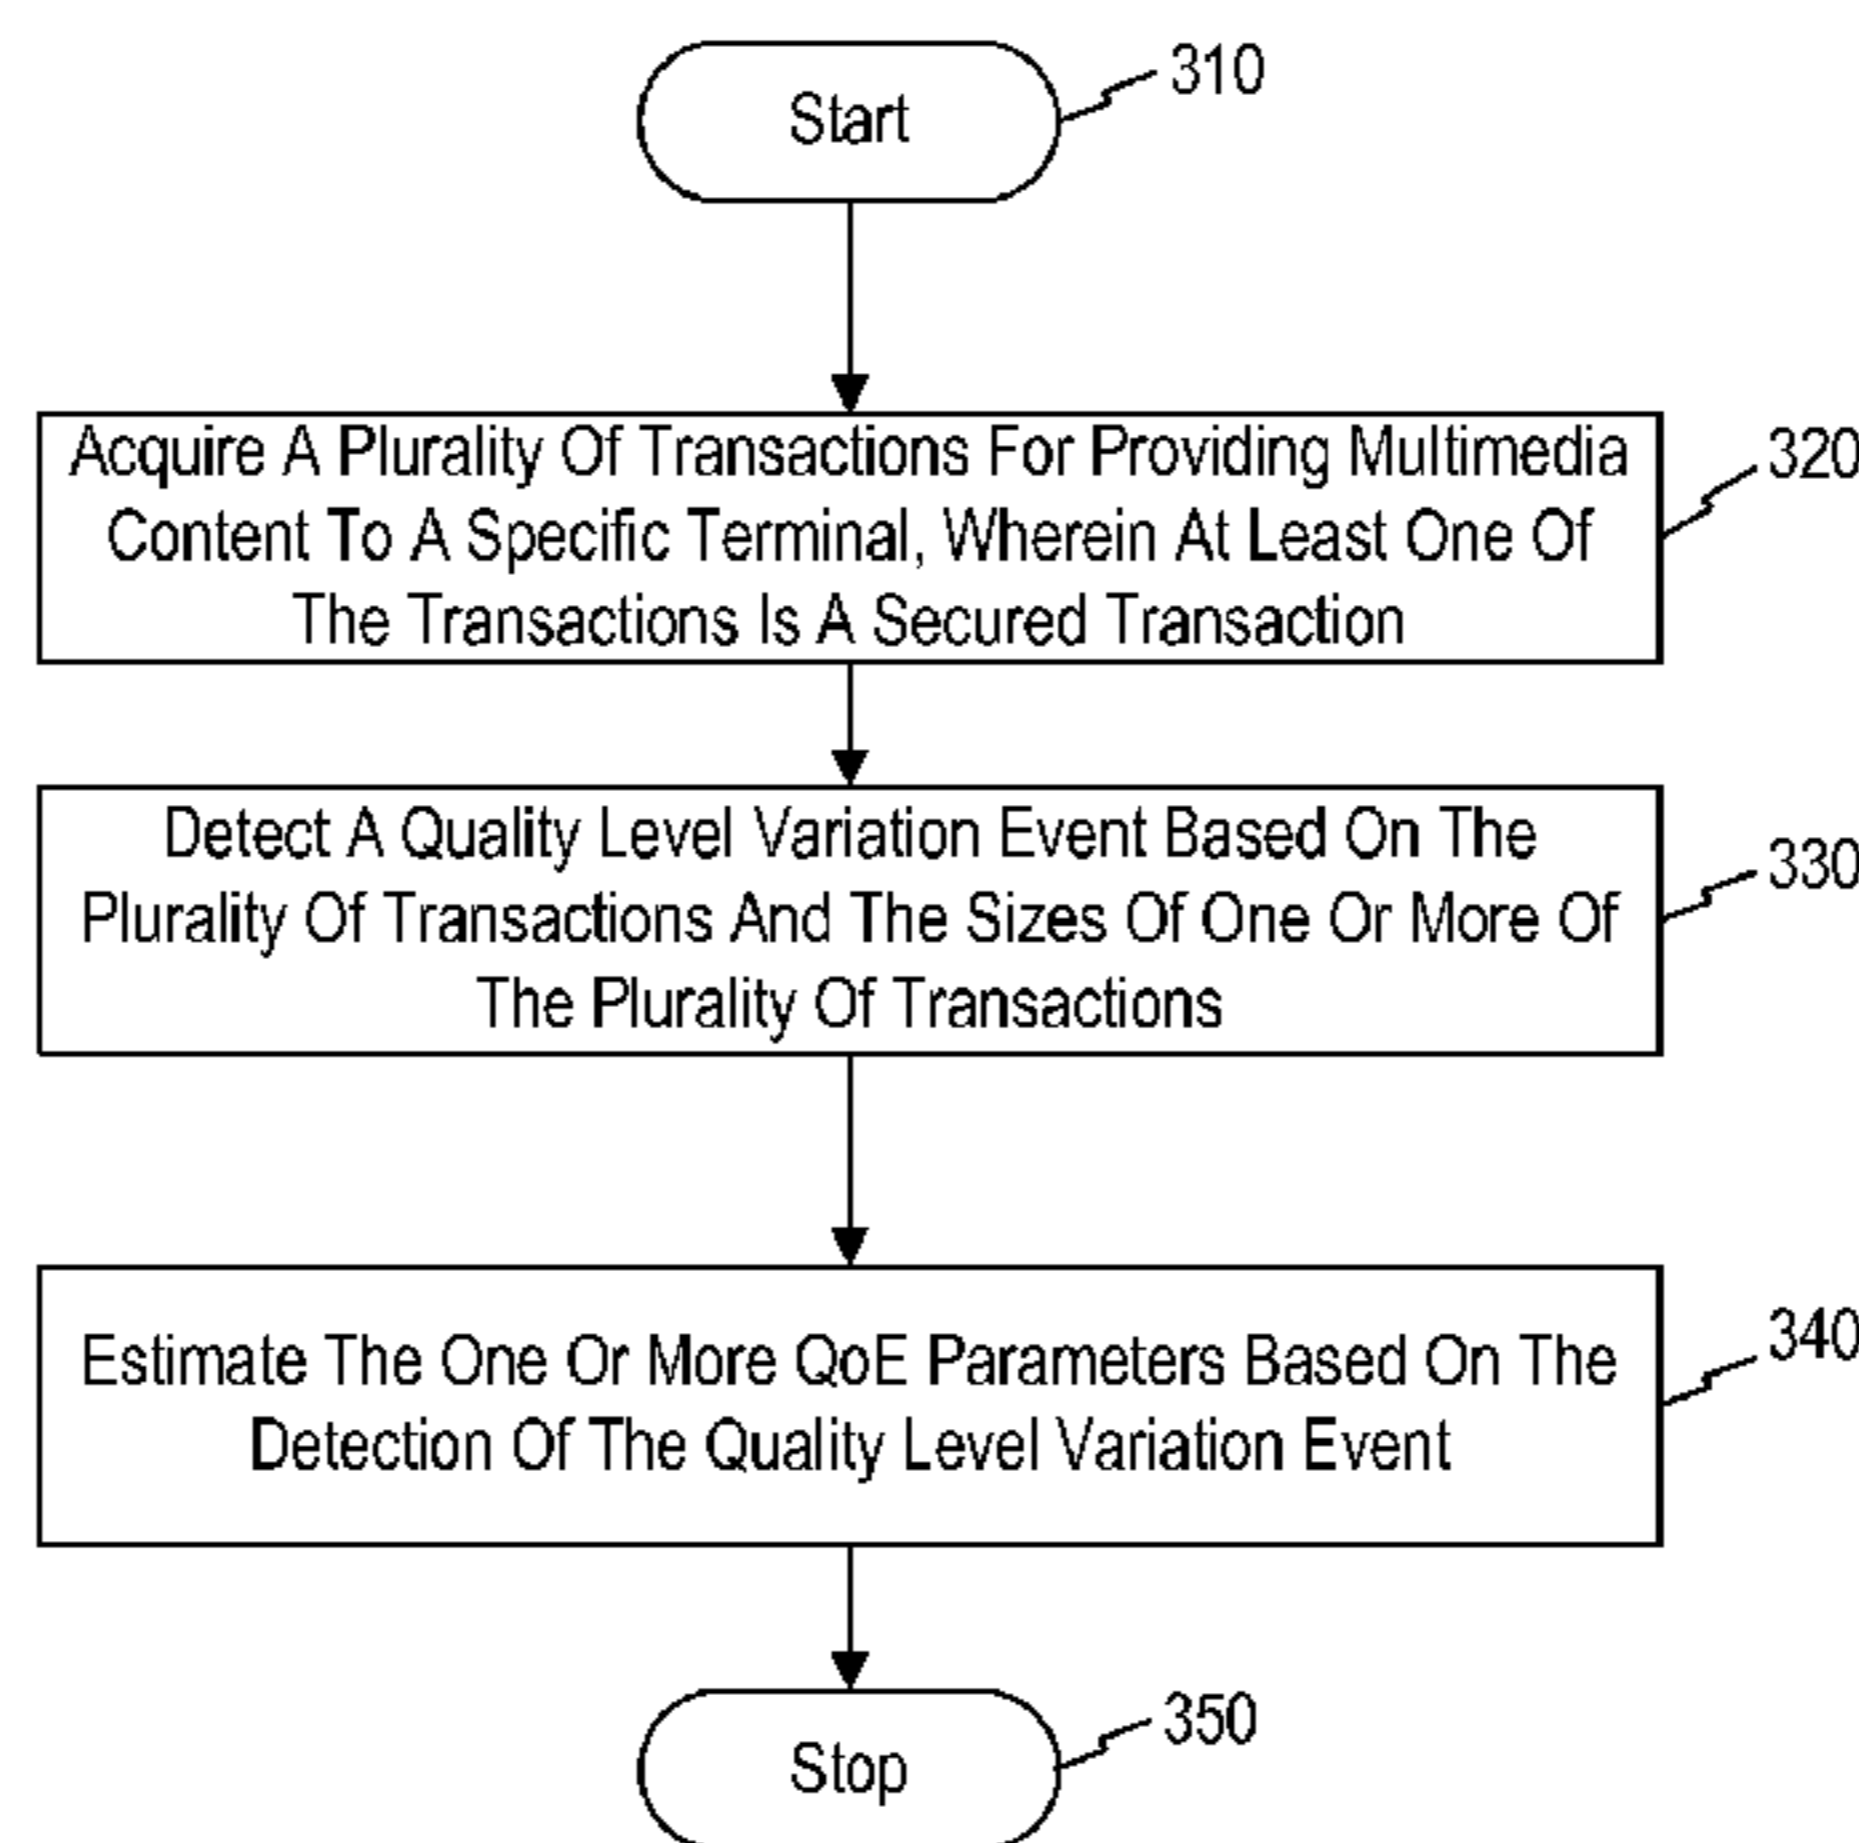 Start
310
Acquire A Plurality Of Transactions For Providing Multimedia
Content To A Specific Terminal, Wherein At Least One Of
The Transactions Is A Secured Transaction
320
Detect A Quality Level Variation Event Based On The
Plurality Of Transactions And The Sizes Of One Or More Of
The Plurality Of Transactions
330
Estimate The One Or More QoE Parameters Based On The
Detection Of The Quality Level Variation Event
340
Stop
350